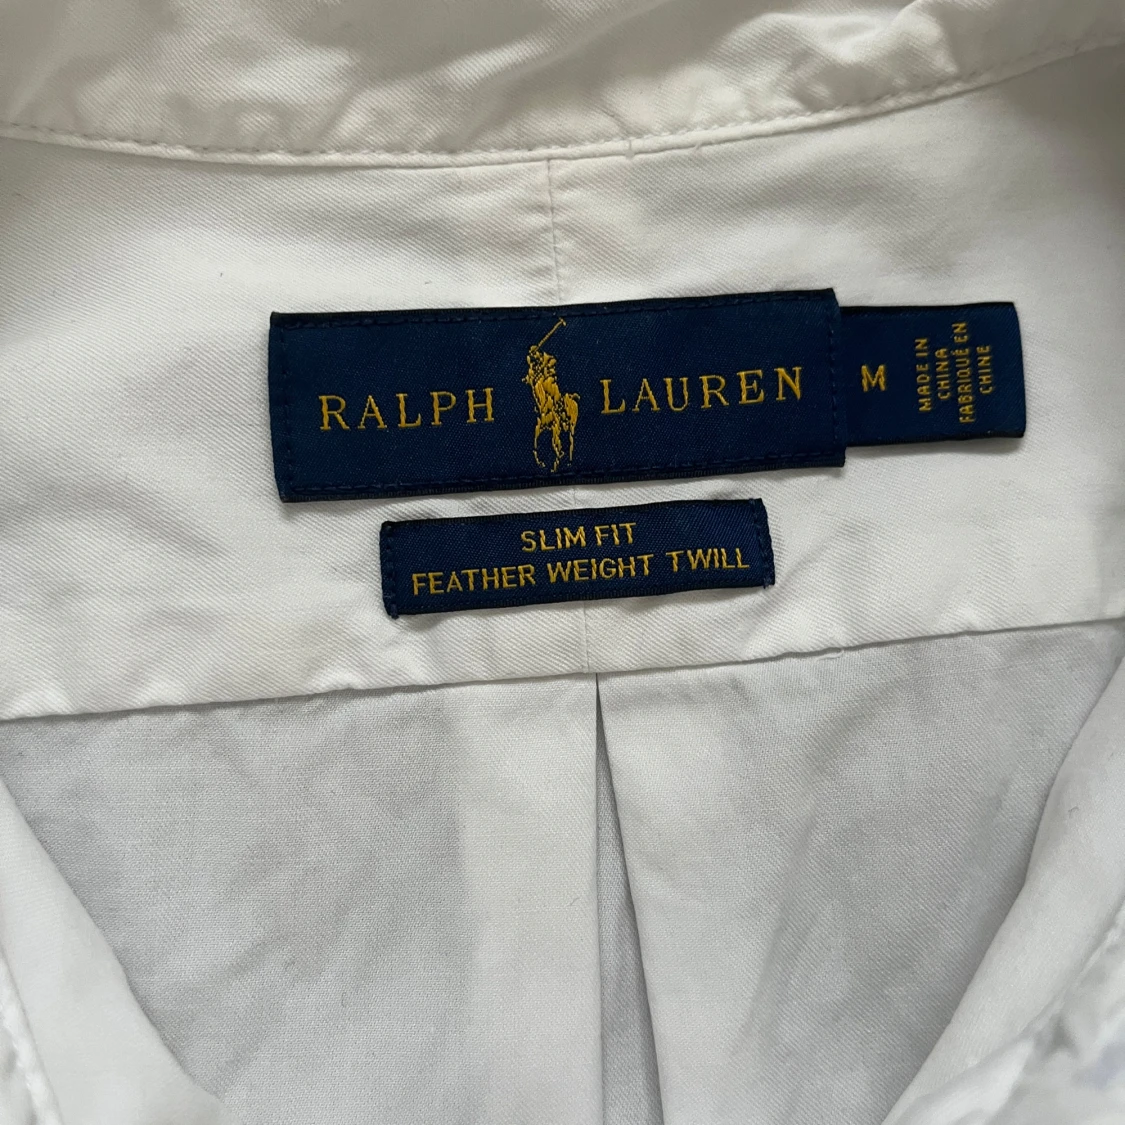 RALPH LAUREN
M
MADE IN
CHINA
FABRIQUÉ EN
CHINE
SLIM FIT
FEATHER WEIGHT TWILL